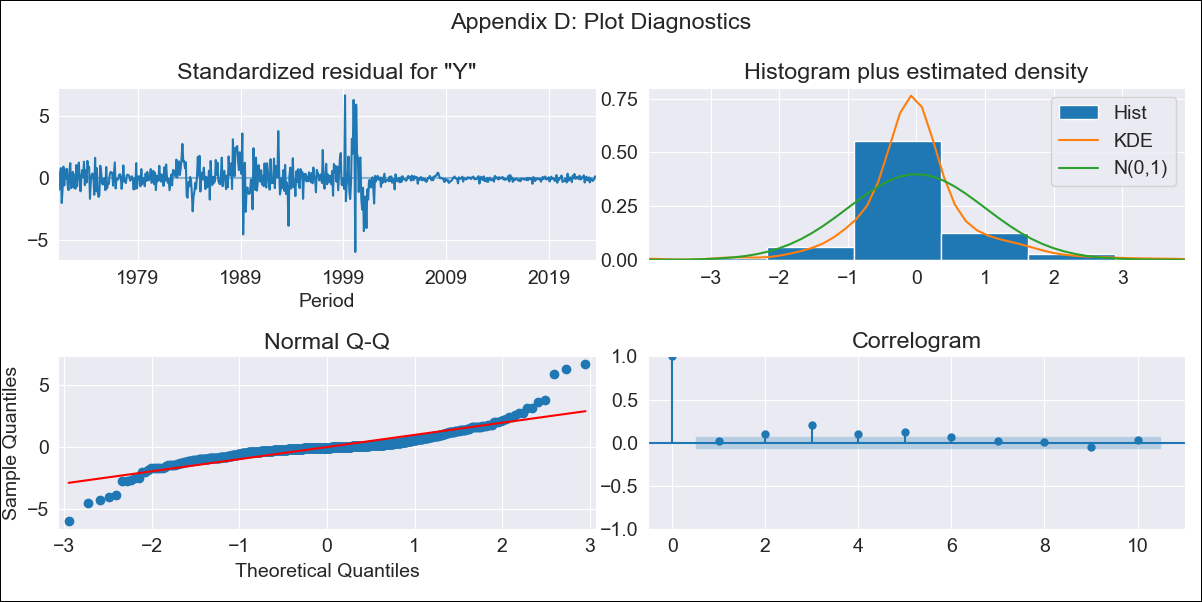 Appendix D: Plot Diagnostics
Standardized residual for "Y"
5
0
−5
1979 1989 1999 2009 2019
Period
Histogram plus estimated density
0.75
0.50
0.25
0.00
−3 −2 −1 0 1 2 3
Hist
KDE
N(0,1)
Normal Q-Q
Sample Quantiles
5
0
−5
−3 −2 −1 0 1 2 3
Theoretical Quantiles
Correlogram
1.0
0.5
0.0
−0.5
−1.0
0 2 4 6 8 10